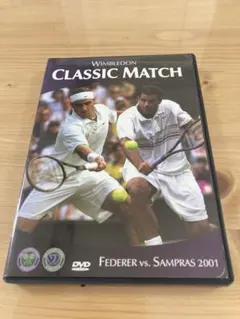 WIMBLEDON
CLASSIC MATCH
DVD
FEDERER VS. SAMPRAS 2001